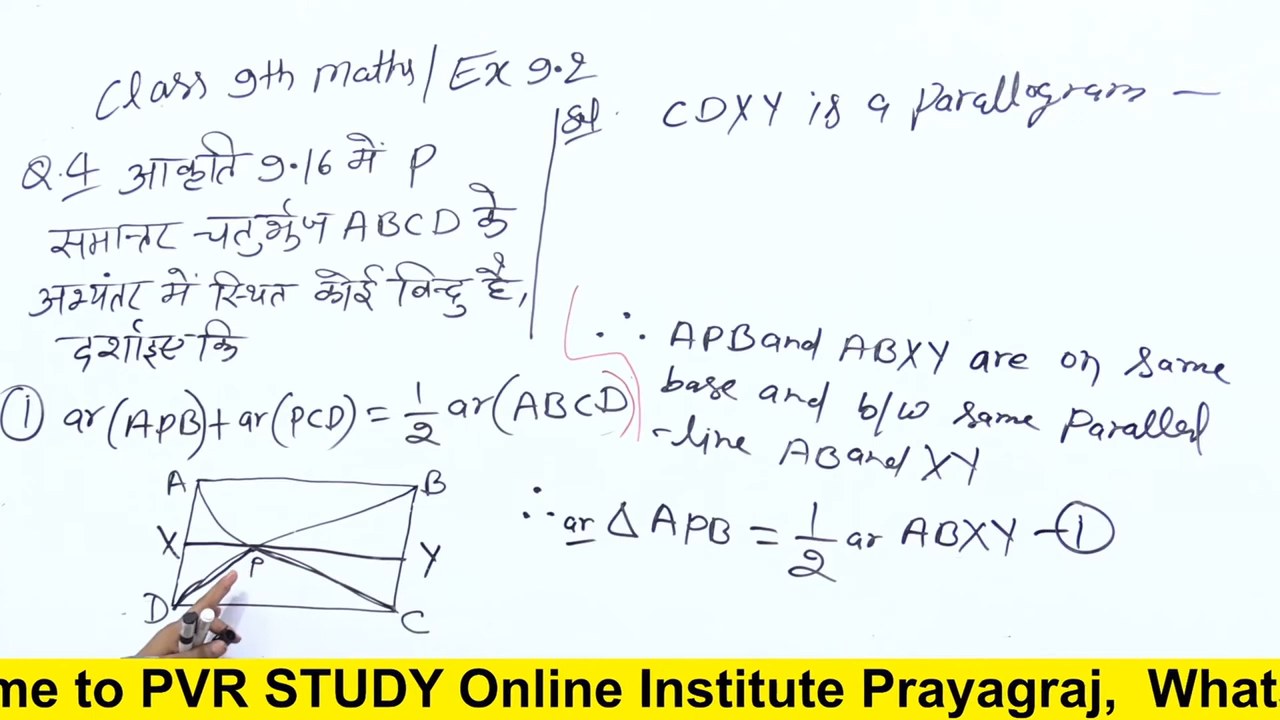 Class 9th maths / Ex 9.2
Q.4 आकृति 9.16 में P
समान्तर चतुर्भुज ABCD के
अभ्यंतर में स्थित कोई बिन्दु है,
दर्शाइए कि
① ar(APB)+ar(PCD) = 1/2 ar(ABCD)
A B
X Y
P
D C
Sol. CDXY is a Parallogram —
∴ APB and ABXY are on same
base and b/w same Parallel
-line AB and XY
∴ ar Δ APB = 1/2 ar ABXY —①
me to PVR STUDY Online Institute Prayagraj, What